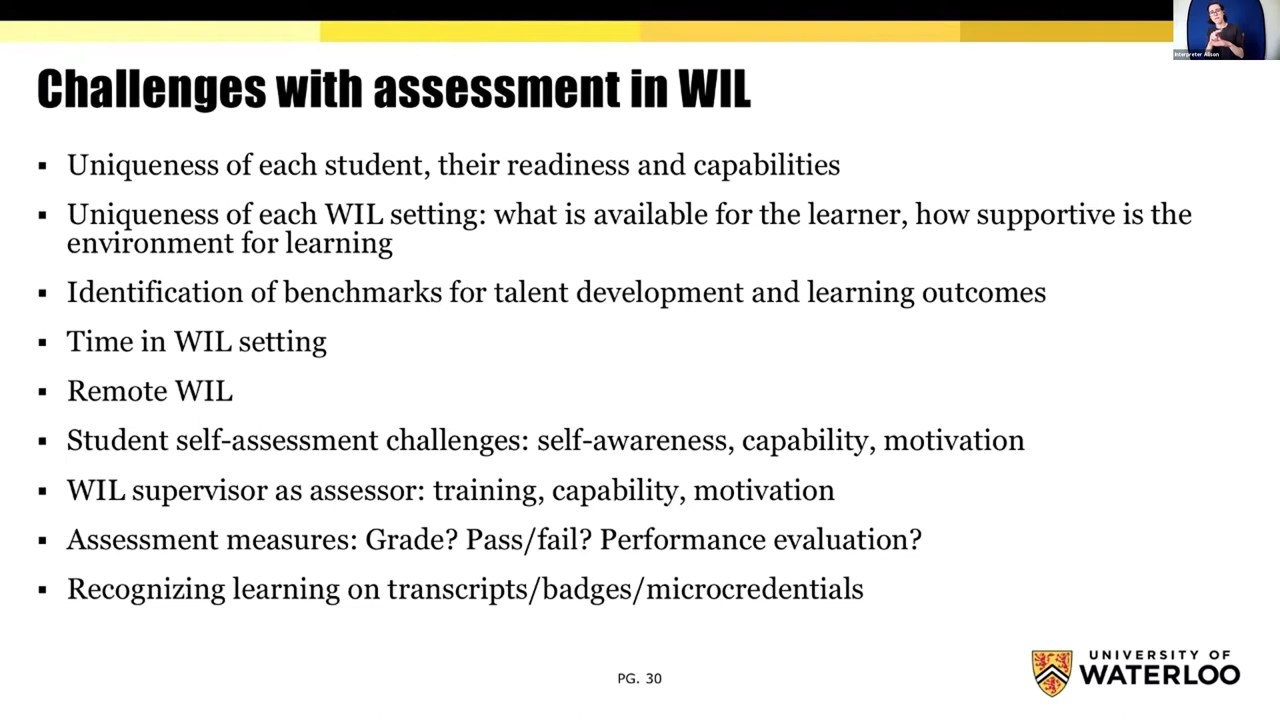 Interpreter Alison
Challenges with assessment in WIL
▪ Uniqueness of each student, their readiness and capabilities
▪ Uniqueness of each WIL setting: what is available for the learner, how supportive is the
environment for learning
▪ Identification of benchmarks for talent development and learning outcomes
▪ Time in WIL setting
▪ Remote WIL
▪ Student self-assessment challenges: self-awareness, capability, motivation
▪ WIL supervisor as assessor: training, capability, motivation
▪ Assessment measures: Grade? Pass/fail? Performance evaluation?
▪ Recognizing learning on transcripts/badges/microcredentials
UNIVERSITY OF
WATERLOO
PG. 30